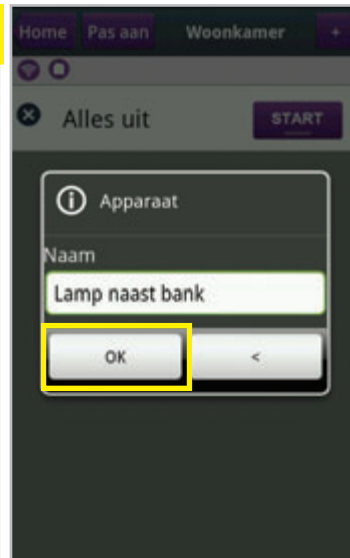 Home Pas aan Woonkamer +
Alles uit START
Apparaat
Naam
Lamp naast bank
OK <